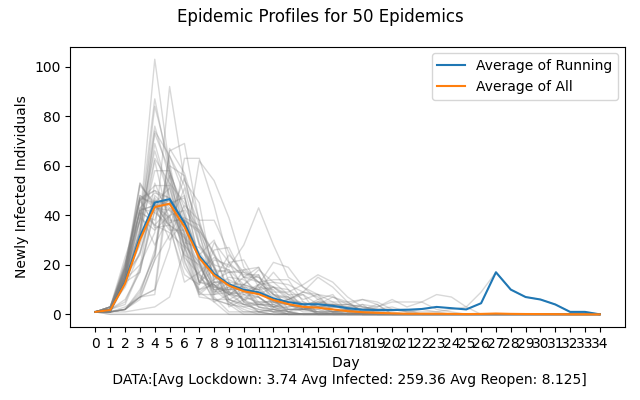 Epidemic Profiles for 50 Epidemics
Average of Running
Average of All
Newly Infected Individuals
100
80
60
40
20
0
0 1 2 3 4 5 6 7 8 9 10 11 12 13 14 15 16 17 18 19 20 21 22 23 24 25 26 27 28 29 30 31 32 33 34
Day
DATA:[Avg Lockdown: 3.74 Avg Infected: 259.36 Avg Reopen: 8.125]